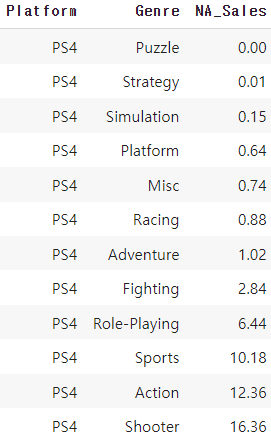 Platform Genre NA_Sales
PS4 Puzzle 0.00
PS4 Strategy 0.01
PS4 Simulation 0.15
PS4 Platform 0.64
PS4 Misc 0.74
PS4 Racing 0.88
PS4 Adventure 1.02
PS4 Fighting 2.84
PS4 Role-Playing 6.44
PS4 Sports 10.18
PS4 Action 12.36
PS4 Shooter 16.36